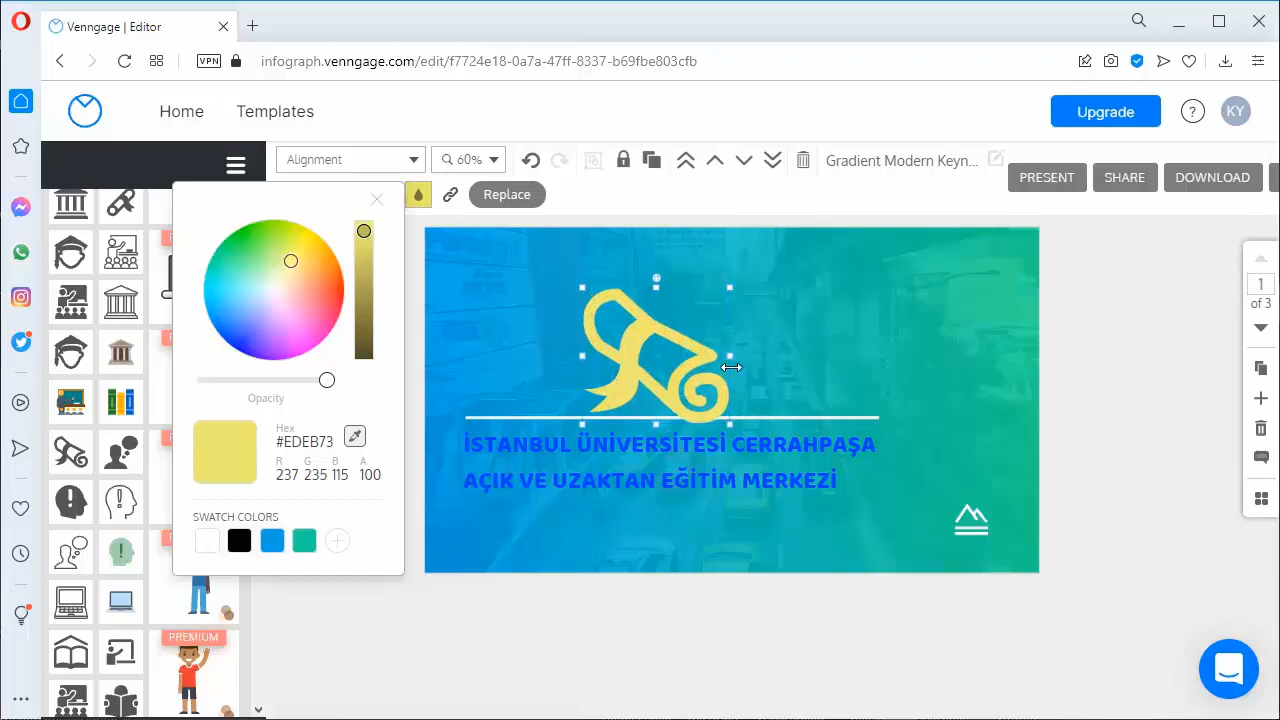 Venngage | Editor
VPN
infograph.venngage.com/edit/f7724e18-0a7a-47ff-8337-b69fbe803cfb
Home
Templates
Upgrade
?
KY
Alignment
60%
Gradient Modern Keyn...
PRESENT
SHARE
DOWNLOAD
Replace
1
of 3
Opacity
Hex
#EDEB73
R G B A
237 235 115 100
SWATCH COLORS
PREMIUM
İSTANBUL ÜNİVERSİTESİ CERRAHPAŞA
AÇIK VE UZAKTAN EĞİTİM MERKEZİ